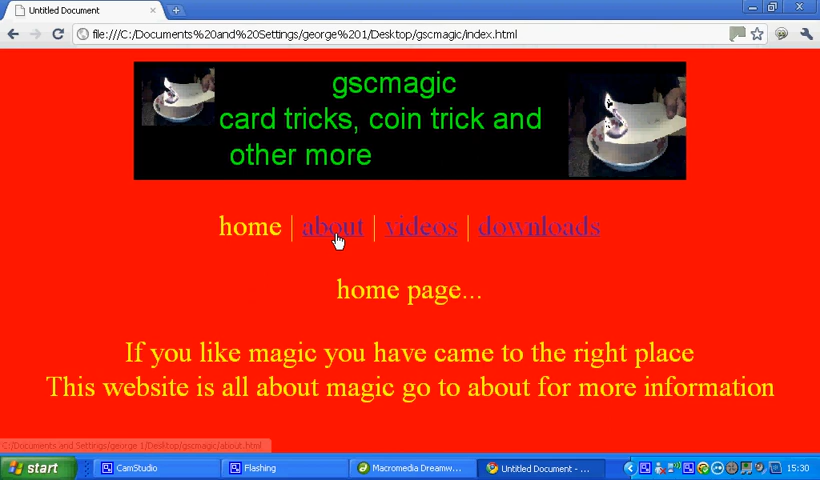 Untitled Document
file:///C:/Documents%20and%20Settings/george%201/Desktop/gscmagic/index.html
gscmagic
card tricks, coin trick and
other more
home | about | videos | downloads
home page...
If you like magic you have came to the right place
This website is all about magic go to about for more information
C:/Documents and Settings/george 1/Desktop/gscmagic/about.html
start CamStudio Flashing Macromedia Dreamw... Untitled Document - ... 15:30